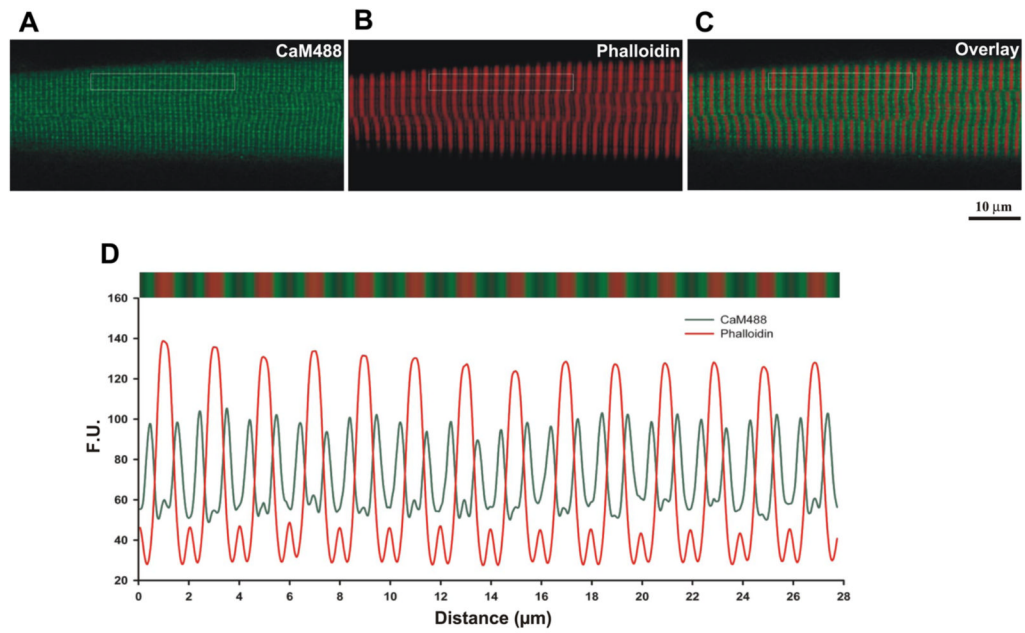 A
B
C
CaM488
Phalloidin
Overlay
10 μm
D
160
140
120
100
80
60
40
20
F.U.
CaM488
Phalloidin
0 2 4 6 8 10 12 14 16 18 20 22 24 26 28
Distance (μm)